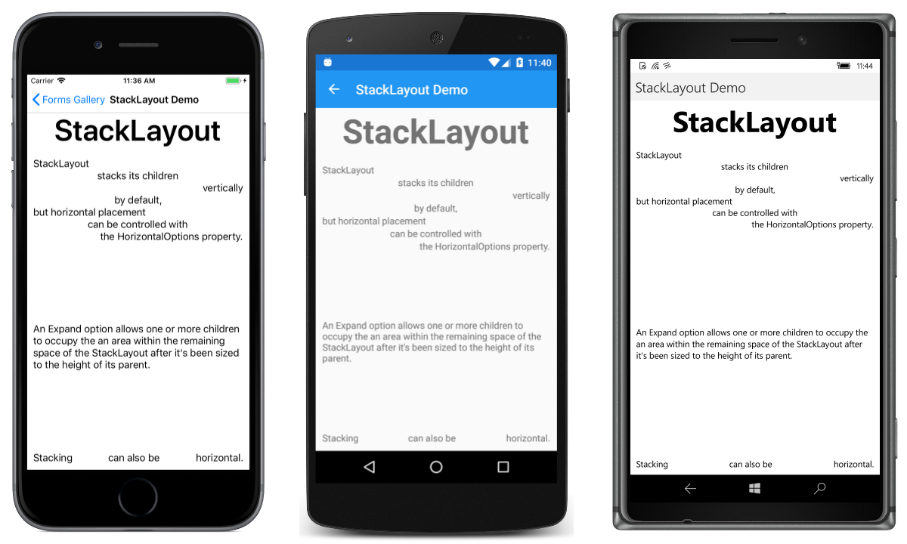 Carrier 11:36 AM
Forms Gallery StackLayout Demo
StackLayout
StackLayout
stacks its children
vertically
by default,
but horizontal placement
can be controlled with
the HorizontalOptions property.
An Expand option allows one or more children
to occupy the an area within the remaining
space of the StackLayout after it's been sized
to the height of its parent.
Stacking can also be horizontal.
11:40
StackLayout Demo
StackLayout
StackLayout
stacks its children
vertically
by default,
but horizontal placement
can be controlled with
the HorizontalOptions property.
An Expand option allows one or more children to
occupy the an area within the remaining space of the
StackLayout after it's been sized to the height of its
parent.
Stacking can also be horizontal.
11:44
StackLayout Demo
StackLayout
StackLayout
stacks its children
vertically
by default,
but horizontal placement
can be controlled with
the HorizontalOptions property.
An Expand option allows one or more children to occupy the
an area within the remaining space of the StackLayout after
it's been sized to the height of its parent.
Stacking can also be horizontal.